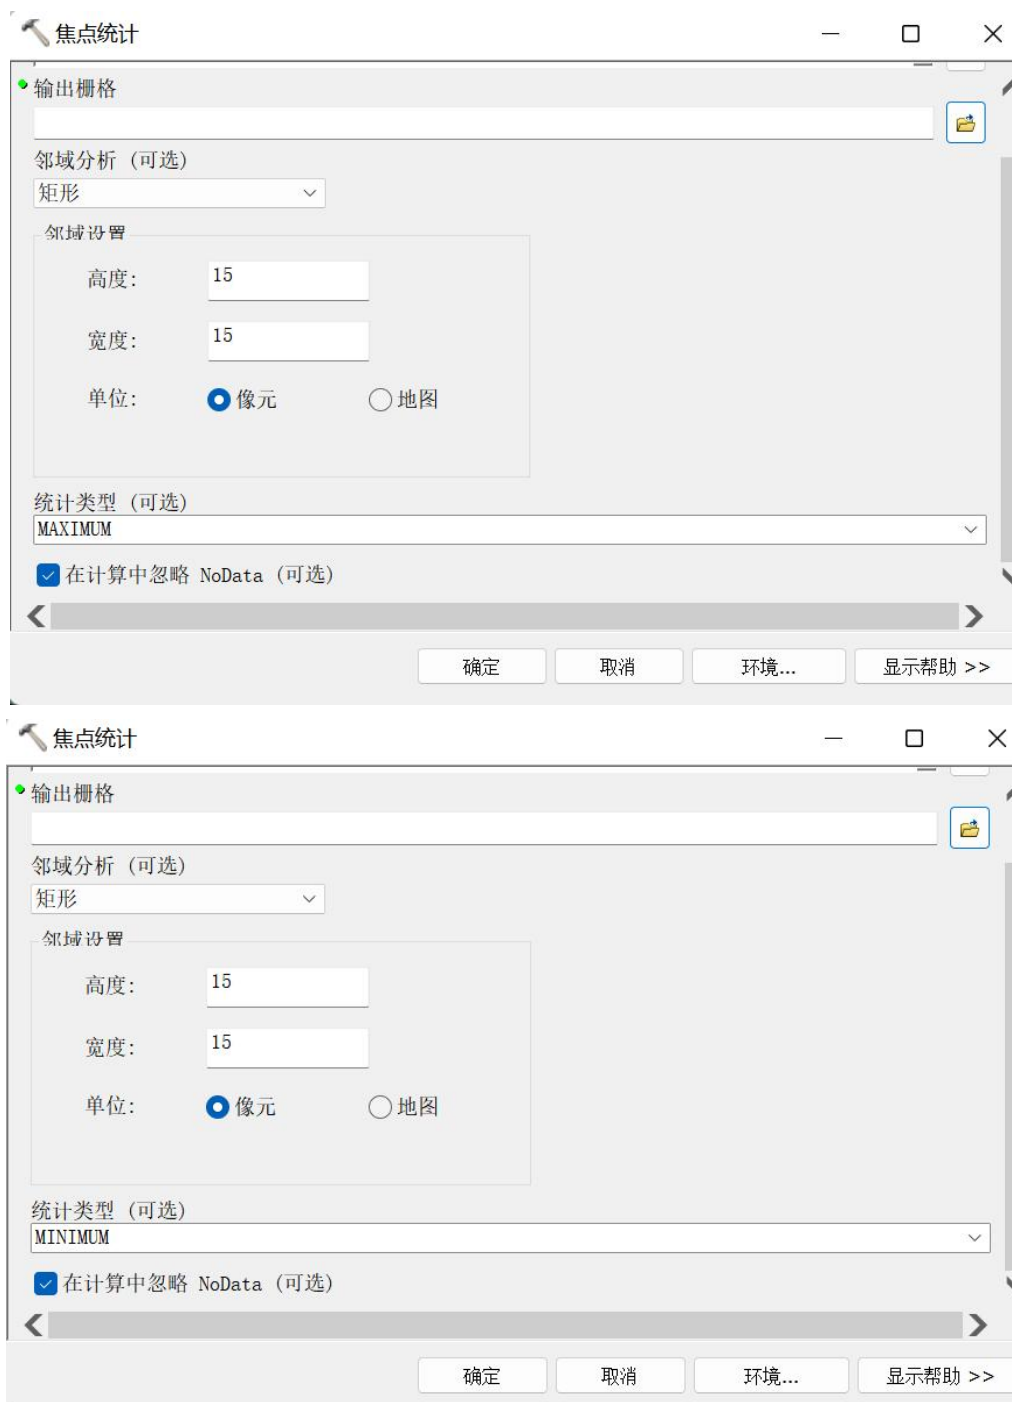 焦点统计
输出栅格
邻域分析 (可选)
矩形
邻域设置
高度: 15
宽度: 15
单位: 像元 地图
统计类型 (可选)
MAXIMUM
在计算中忽略 NoData (可选)
确定 取消 环境... 显示帮助 >>
焦点统计
输出栅格
邻域分析 (可选)
矩形
邻域设置
高度: 15
宽度: 15
单位: 像元 地图
统计类型 (可选)
MINIMUM
在计算中忽略 NoData (可选)
确定 取消 环境... 显示帮助 >>